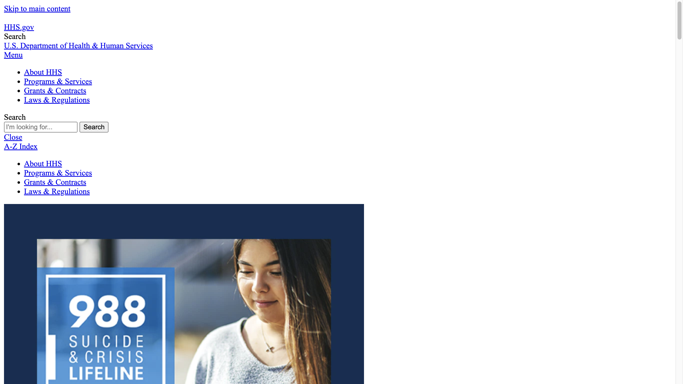 Skip to main content
HHS.gov
Search
U.S. Department of Health & Human Services
Menu
About HHS
Programs & Services
Grants & Contracts
Laws & Regulations
Search
I'm looking for... Search
Close
A-Z Index
About HHS
Programs & Services
Grants & Contracts
Laws & Regulations
988
SUICIDE
& CRISIS
LIFELINE